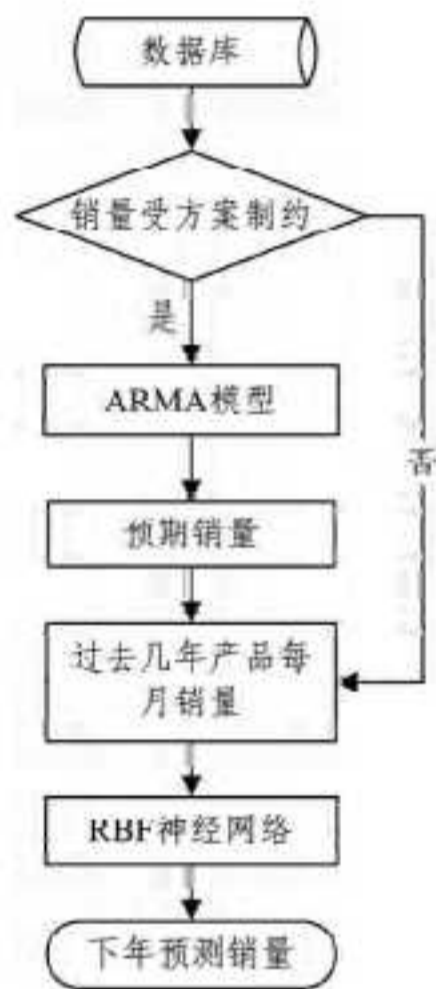 数据库
销量受方案制约
是
ARMA模型
否
预期销量
过去几年产品每
月销量
RBF神经网络
下年预测销量